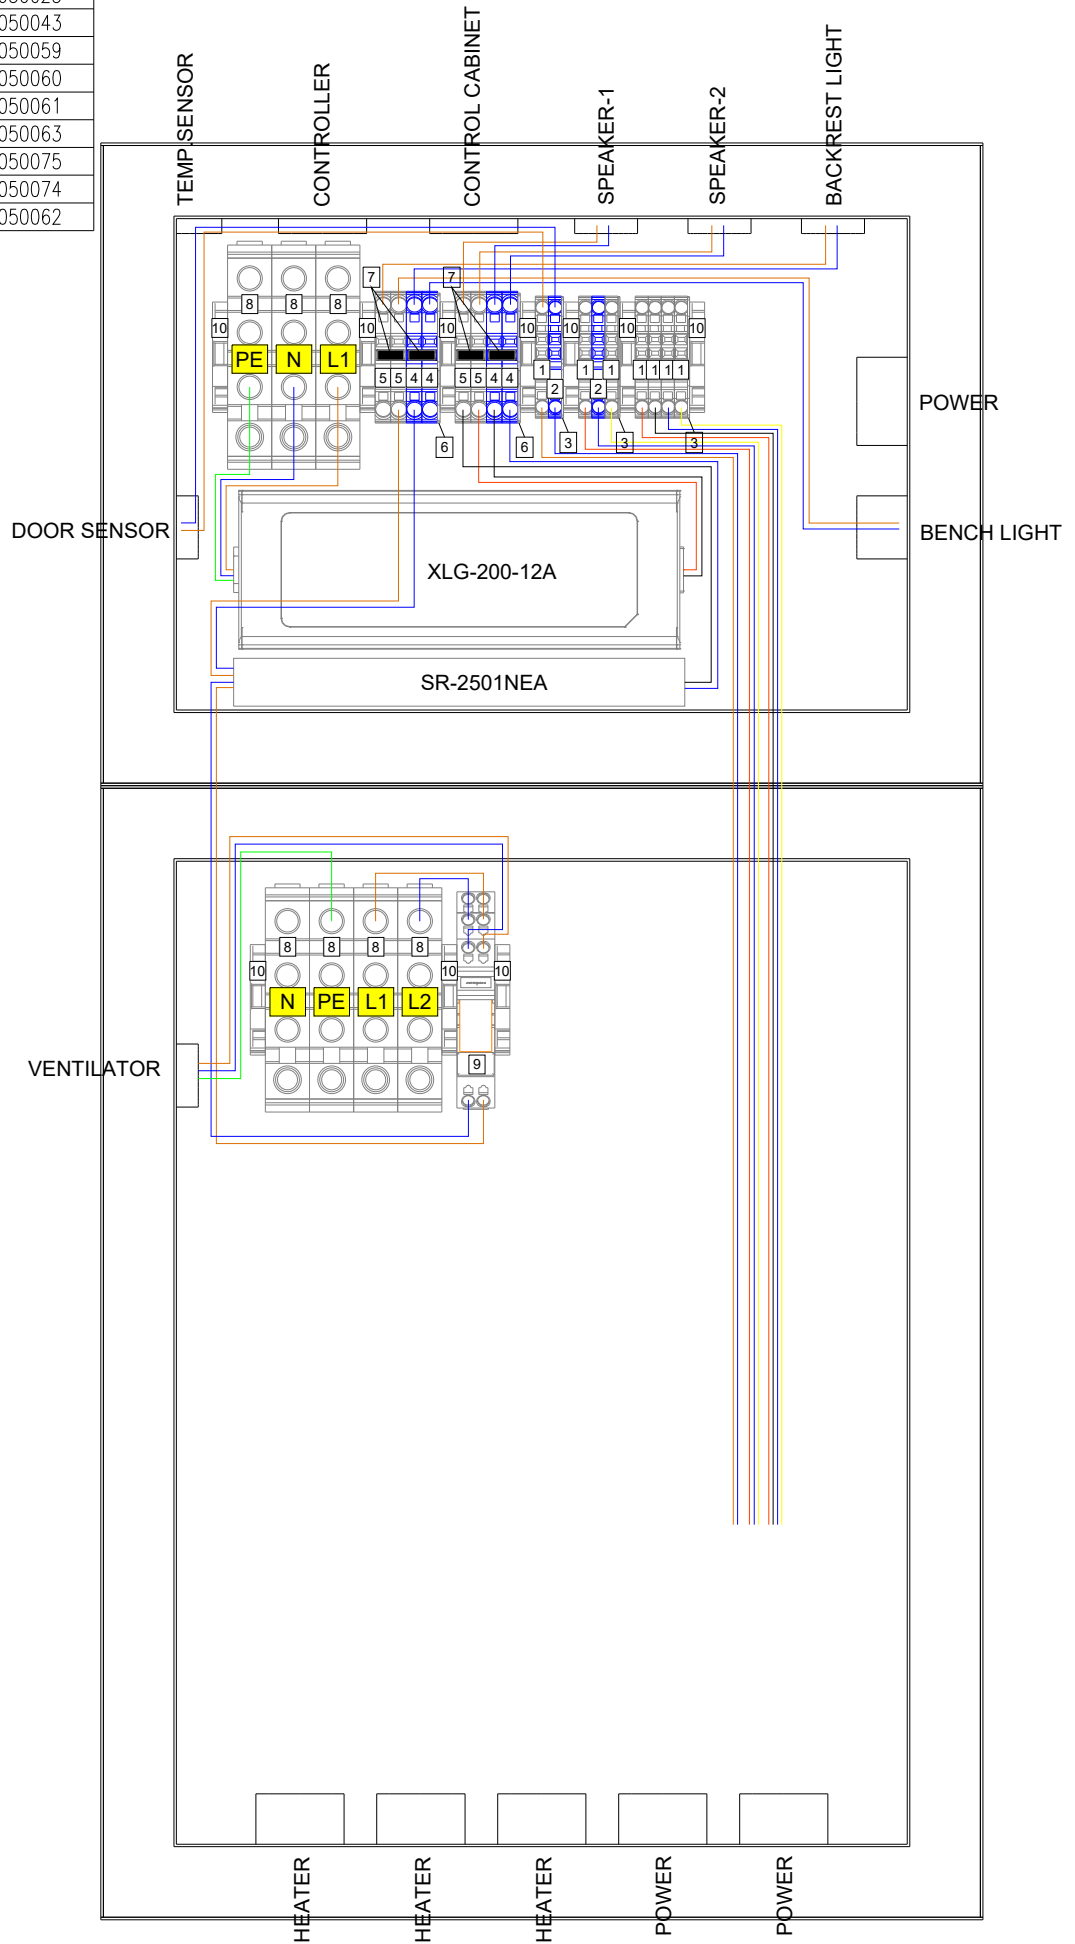 050043
050059
050060
050061
050063
050075
050074
050062
TEMP.SENSOR
CONTROLLER
CONTROL CABINET
SPEAKER-1
SPEAKER-2
BACKREST LIGHT
7
7
8
8
8
10
10
10
10
10
10
10
PE
N
L1
5
5
4
4
5
5
4
4
1
2
1
2
1
1
1
1
1
6
6
3
3
3
POWER
DOOR SENSOR
BENCH LIGHT
XLG-200-12A
SR-2501NEA
8
8
8
8
10
10
10
N
PE
L1
L2
9
VENTILATOR
HEATER
HEATER
HEATER
POWER
POWER